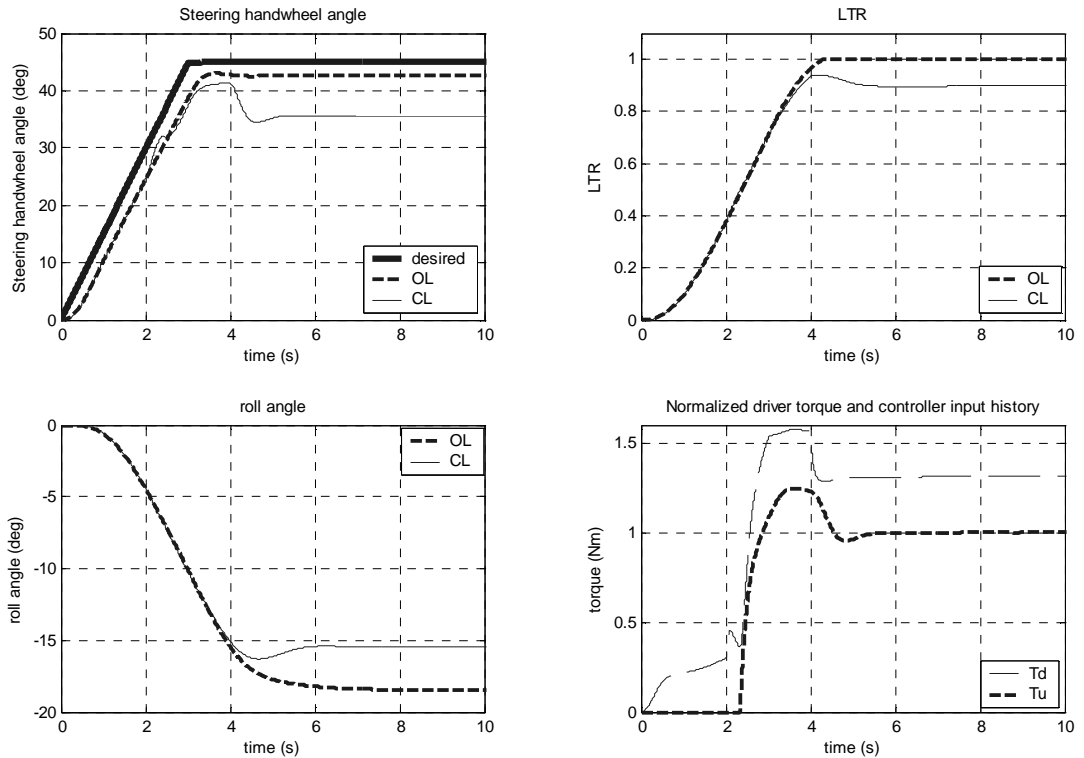 Steering handwheel angle
Steering handwheel angle (deg)
50
40
30
20
10
0
0 2 4 6 8 10
time (s)
desired
OL
CL
LTR
LTR
1
0.8
0.6
0.4
0.2
0
0 2 4 6 8 10
time (s)
OL
CL
roll angle
roll angle (deg)
0
-5
-10
-15
-20
0 2 4 6 8 10
time (s)
OL
CL
Normalized driver torque and controller input history
torque (Nm)
1.5
1
0.5
0
0 2 4 6 8 10
time (s)
Td
Tu